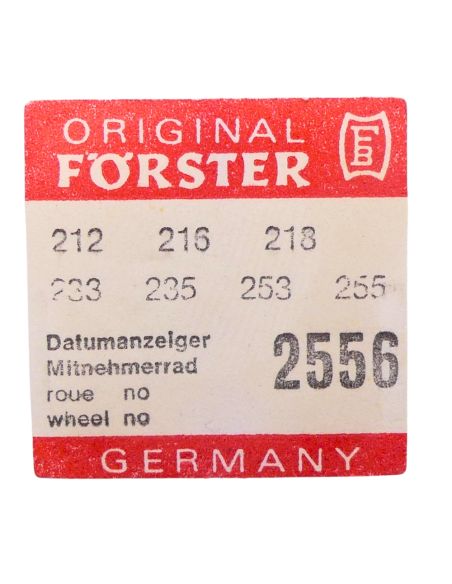 ORIGINAL
FÖRSTER
212 216 218
233 235 253 255
Datumanzeiger
Mitnehmerrad
roue no
wheel no
2556
GERMANY